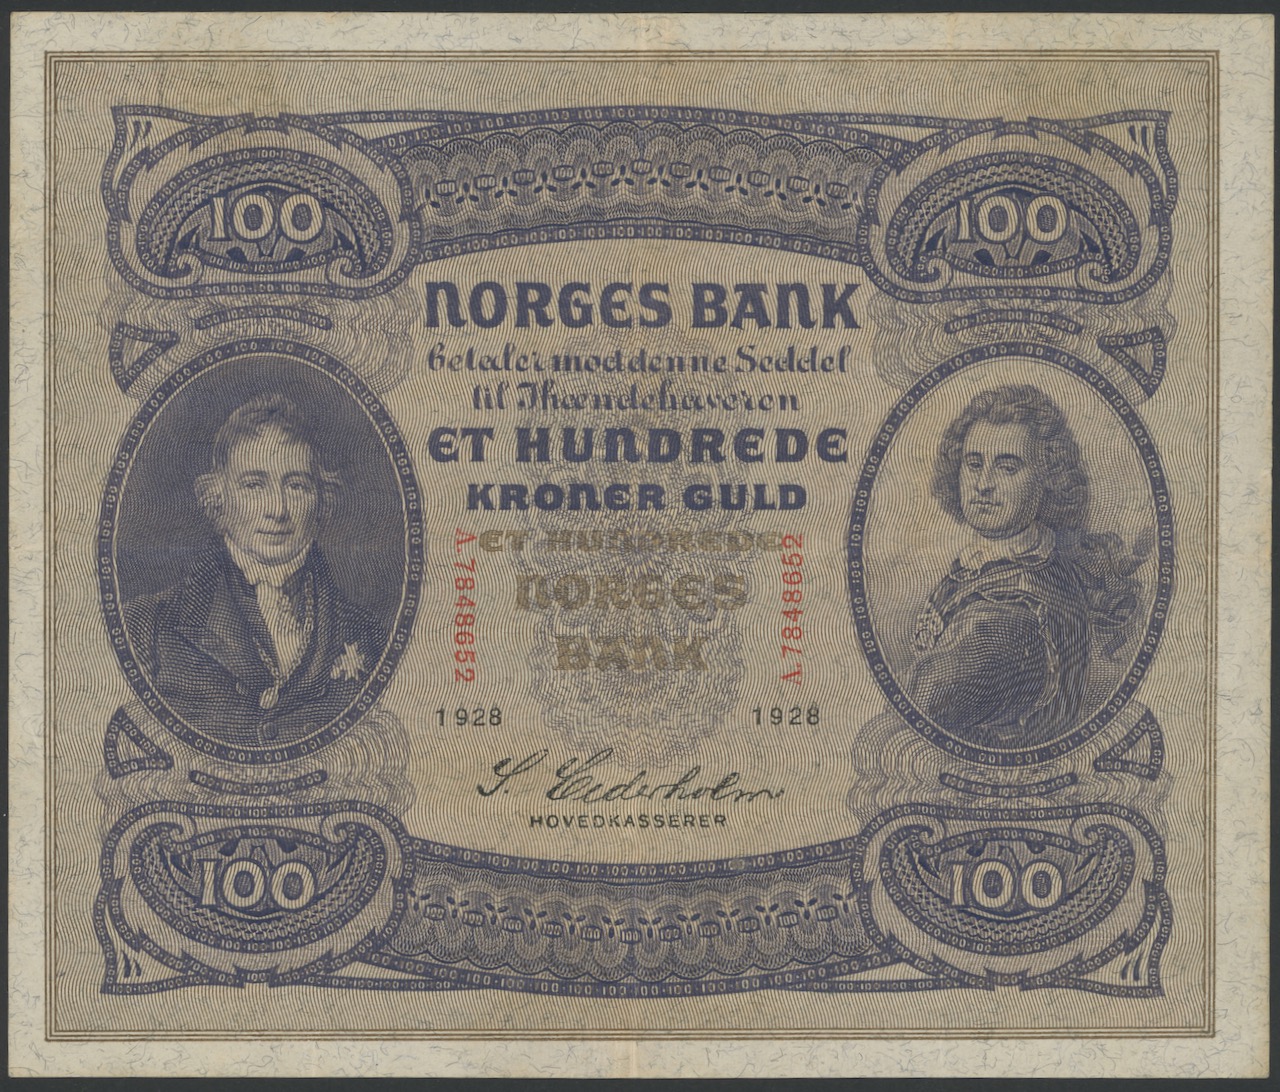 100 100
NORGES BANK
betaler mod denne Seddel
til Ihændehaveren
ET HUNDREDE
KRONER GULD
ET HUNDREDE
NORGES
BANK
A.7848652 A.7848652
1928 1928
S. Cederholm
HOVEDKASSERER
100 100